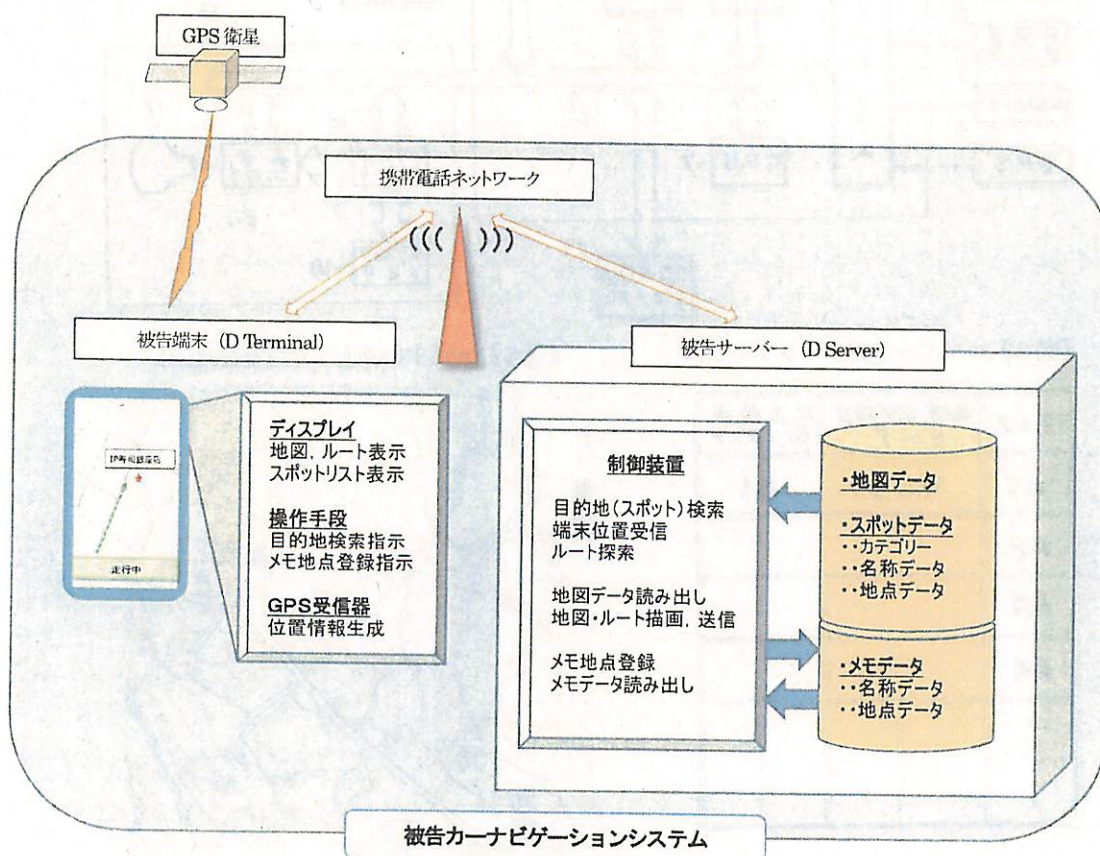 GPS 衛星
携帯電話ネットワーク
被告端末 (D Terminal)
被告サーバー (D Server)
走行中
ディスプレイ
地図，ルート表示
スポットリスト表示
操作手段
目的地検索指示
メモ地点登録指示
GPS受信器
位置情報生成
制御装置
目的地(スポット)検索
端末位置受信
ルート探索
地図データ読み出し
地図・ルート描画，送信
メモ地点登録
メモデータ読み出し
・地図データ
・スポットデータ
・・カテゴリー
・・名称データ
・・地点データ
・メモデータ
・・名称データ
・・地点データ
被告カーナビゲーションシステム